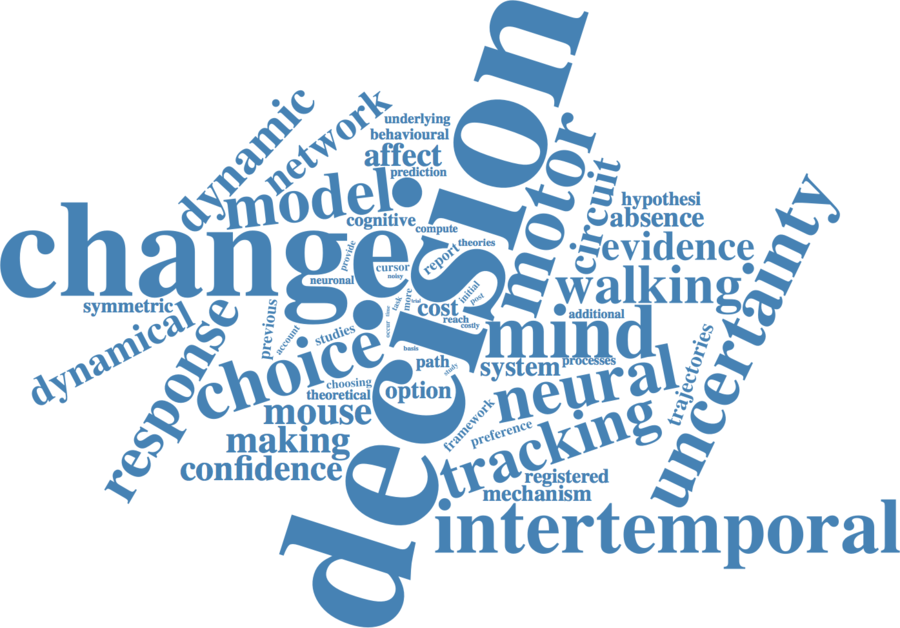 decision
change
intertemporal
uncertainty
mind
motor
choice
neural
tracking
response
model
walking
dynamic
network
dynamical
circuit
evidence
absence
hypothesi
affect
underlying
behavioural
prediction
cognitive
compute
report
theories
provide
cursor
noisy
neuronal
symmetric
previous
account
studies
task
more
time
occur
cost
initial
post
reach
costly
additional
basis
path
study
system
processes
choosing
theoretical
option
mouse
making
confidence
framework
preference
trajectories
registered
mechanism